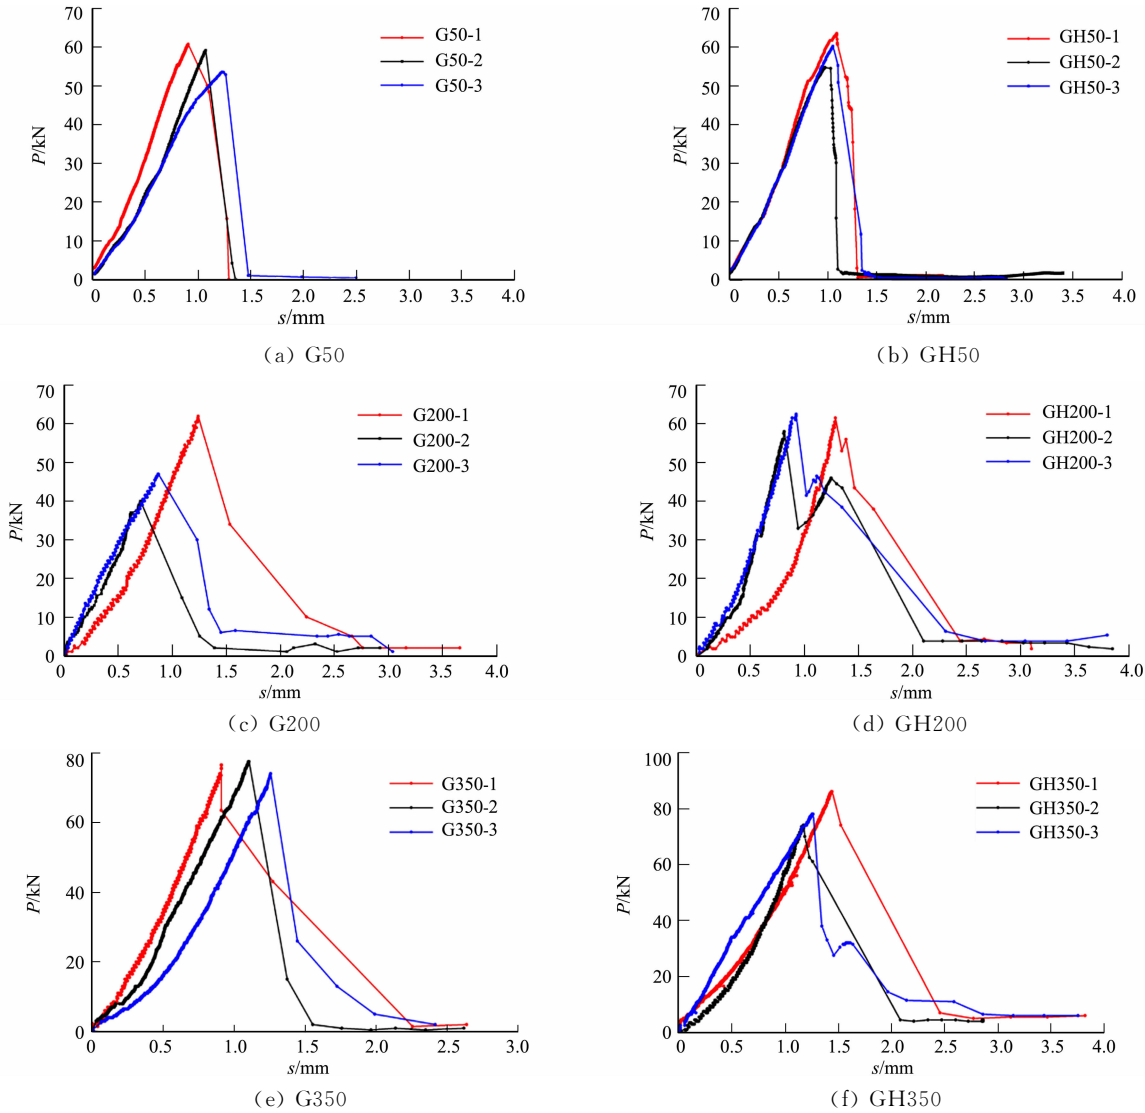 70
60
50
40
30
20
10
0
P/kN
G50-1
G50-2
G50-3
0 0.5 1.0 1.5 2.0 2.5 3.0 3.5 4.0
s/mm
(a) G50
70
60
50
40
30
20
10
0
P/kN
GH50-1
GH50-2
GH50-3
0 0.5 1.0 1.5 2.0 2.5 3.0 3.5 4.0
s/mm
(b) GH50
70
60
50
40
30
20
10
0
P/kN
G200-1
G200-2
G200-3
0 0.5 1.0 1.5 2.0 2.5 3.0 3.5 4.0
s/mm
(c) G200
70
60
50
40
30
20
10
0
P/kN
GH200-1
GH200-2
GH200-3
0 0.5 1.0 1.5 2.0 2.5 3.0 3.5 4.0
s/mm
(d) GH200
80
60
40
20
0
P/kN
G350-1
G350-2
G350-3
0 0.5 1.0 1.5 2.0 2.5 3.0
s/mm
(e) G350
100
80
60
40
20
0
P/kN
GH350-1
GH350-2
GH350-3
0 0.5 1.0 1.5 2.0 2.5 3.0 3.5 4.0
s/mm
(f) GH350